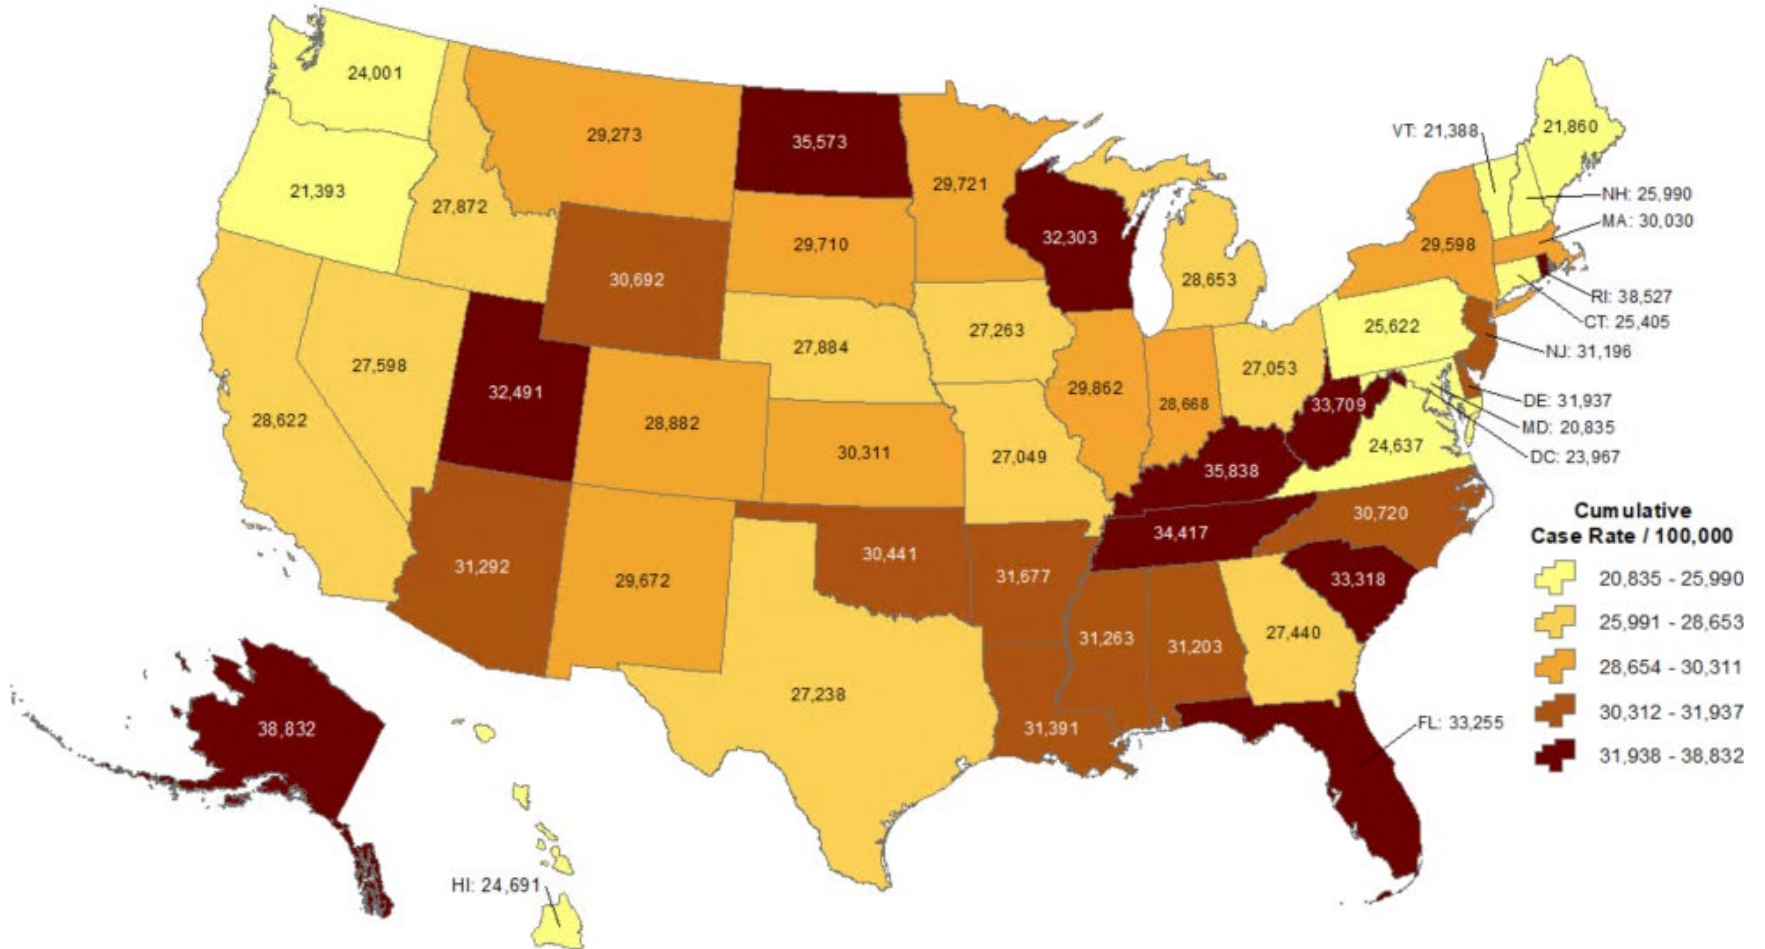 24,001
29,273
35,573
29,721
21,860
VT: 21,388
21,393
27,872
NH: 25,990
MA: 30,030
29,710
32,303
29,598
30,692
28,653
RI: 38,527
CT: 25,405
25,622
27,263
27,884
NJ: 31,196
27,598
27,053
32,491
29,862
28,668
33,709
DE: 31,937
MD: 20,835
28,622
28,882
24,637
30,311
27,049
DC: 23,967
35,838
Cumulative
Case Rate / 100,000
30,720
34,417
30,441
31,292
31,677
29,672
33,318
20,835 - 25,990
25,991 - 28,653
27,440
31,263
31,203
28,654 - 30,311
27,238
30,312 - 31,937
FL: 33,255
38,832
31,391
31,938 - 38,832
HI: 24,691